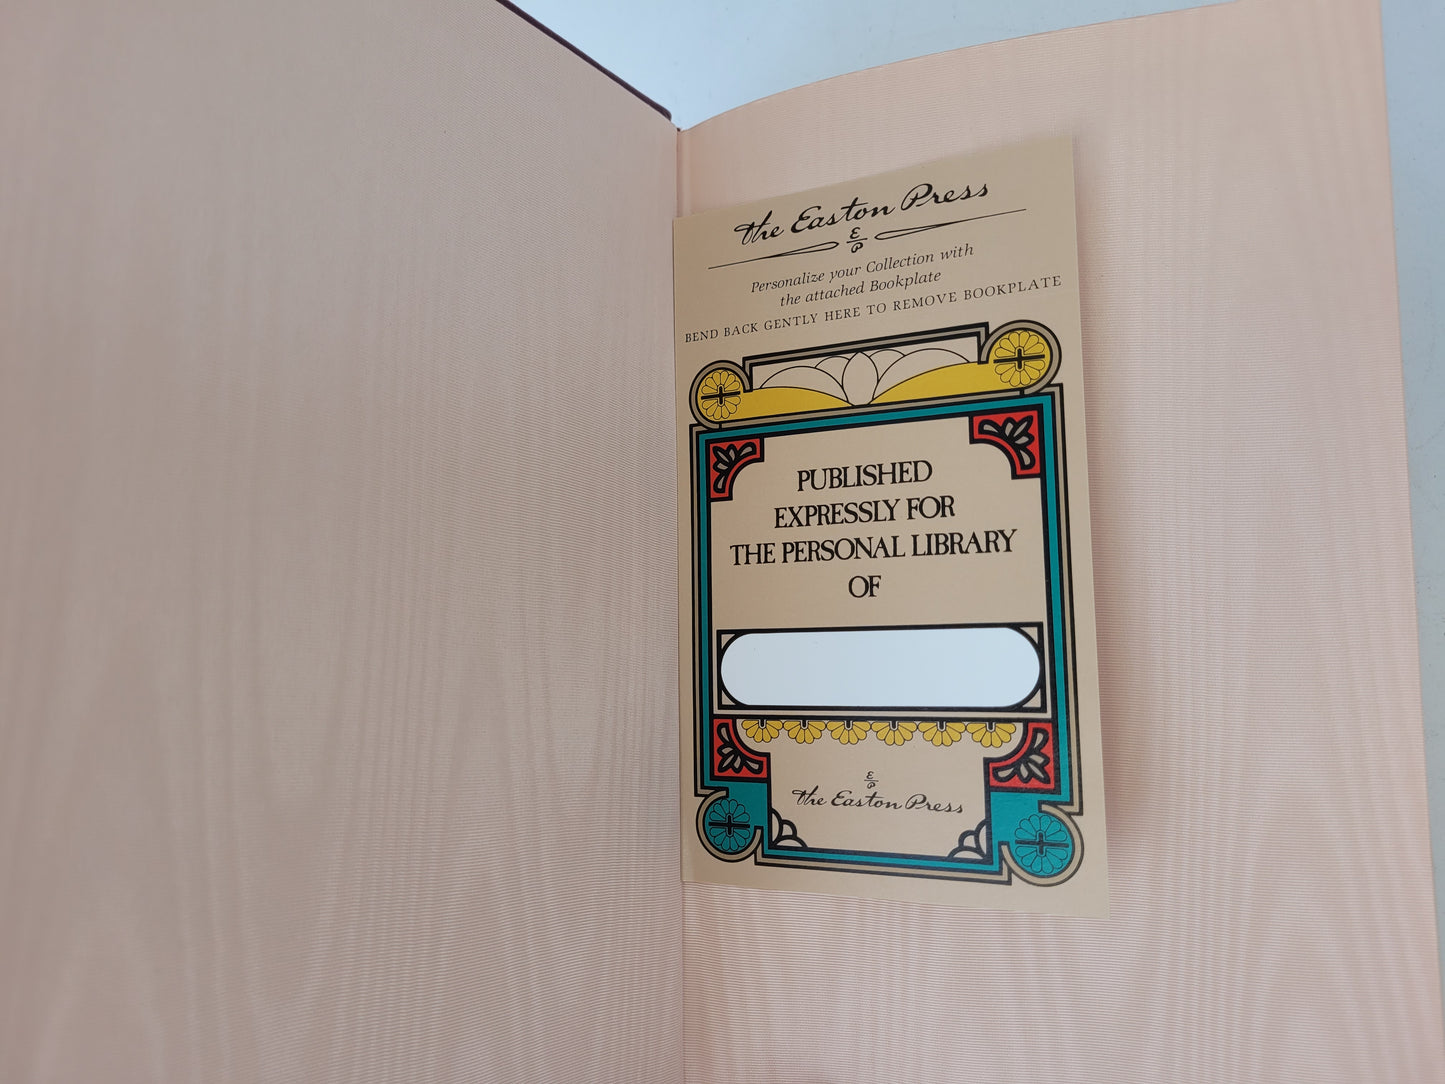 The Easton Press
E
P
Personalize your Collection with
the attached Bookplate
BEND BACK GENTLY HERE TO REMOVE BOOKPLATE
PUBLISHED
EXPRESSLY FOR
THE PERSONAL LIBRARY
OF
E
P
The Easton Press